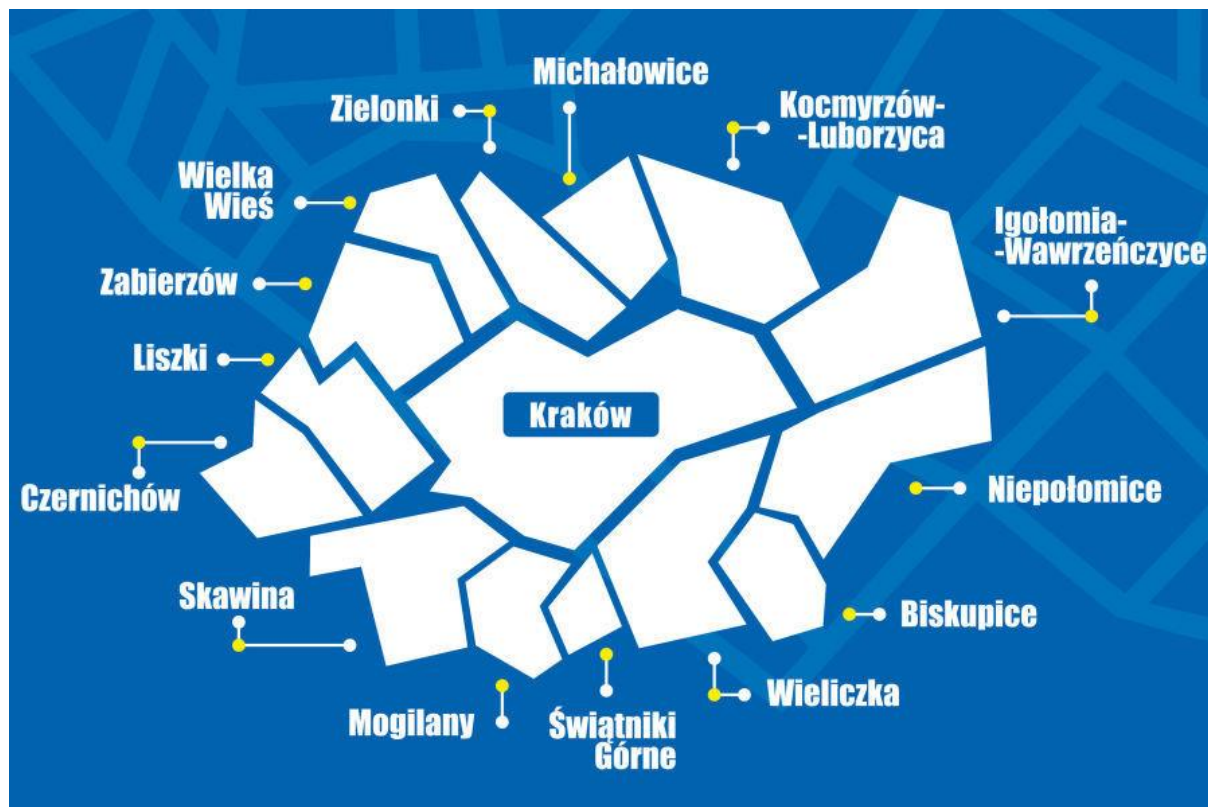 Michałowice
Zielonki
Kocmyrzów-
-Luborzyca
Wielka
Wieś
Igołomia-
-Wawrzeńczyce
Zabierzów
Liszki
Kraków
Czernichów
Niepołomice
Skawina
Biskupice
Wieliczka
Mogilany
Świątniki
Górne